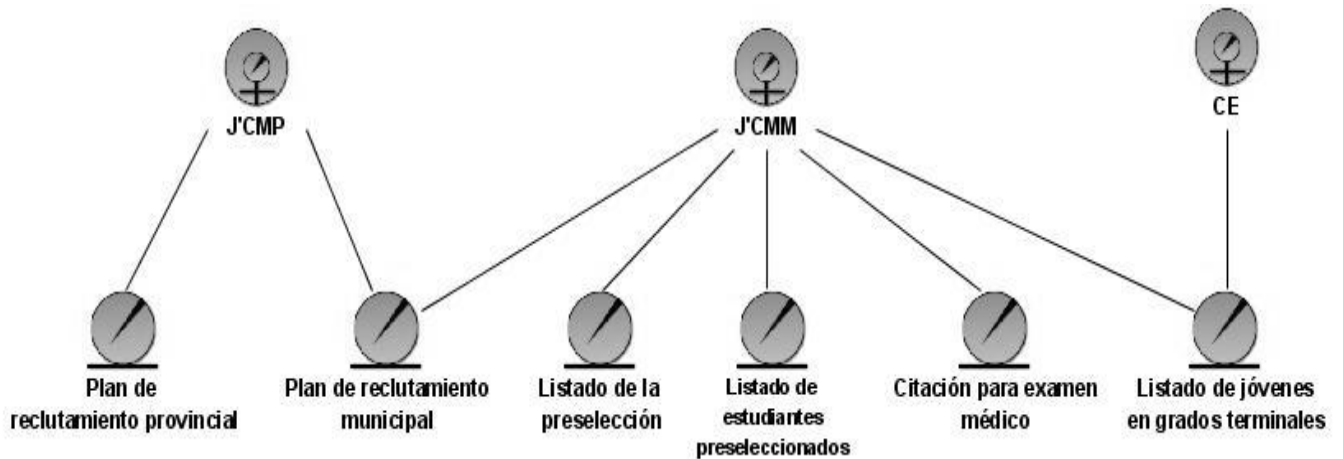 J'CMP
J'CMM
CE
Plan de
reclutamiento provincial
Plan de reclutamiento
municipal
Listado de la
preselección
Listado de
estudiantes
preseleccionados
Citación para examen
médico
Listado de jóvenes
en grados terminales